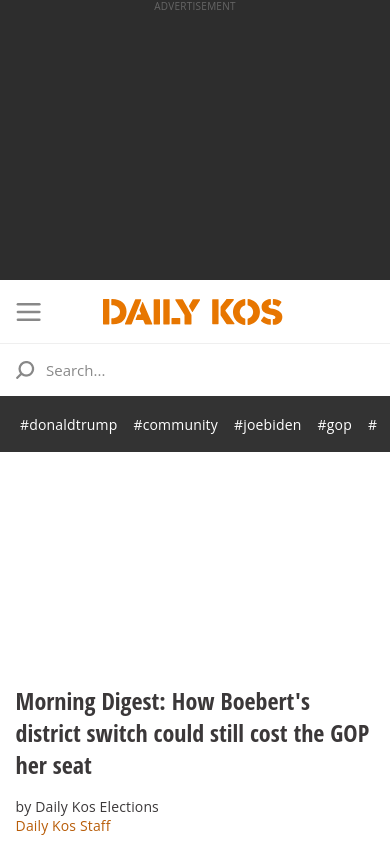 ADVERTISEMENT
DAILY KOS
Search...
#donaldtrump #community #joebiden #gop #
Morning Digest: How Boebert's
district switch could still cost the GOP
her seat
by Daily Kos Elections
Daily Kos Staff